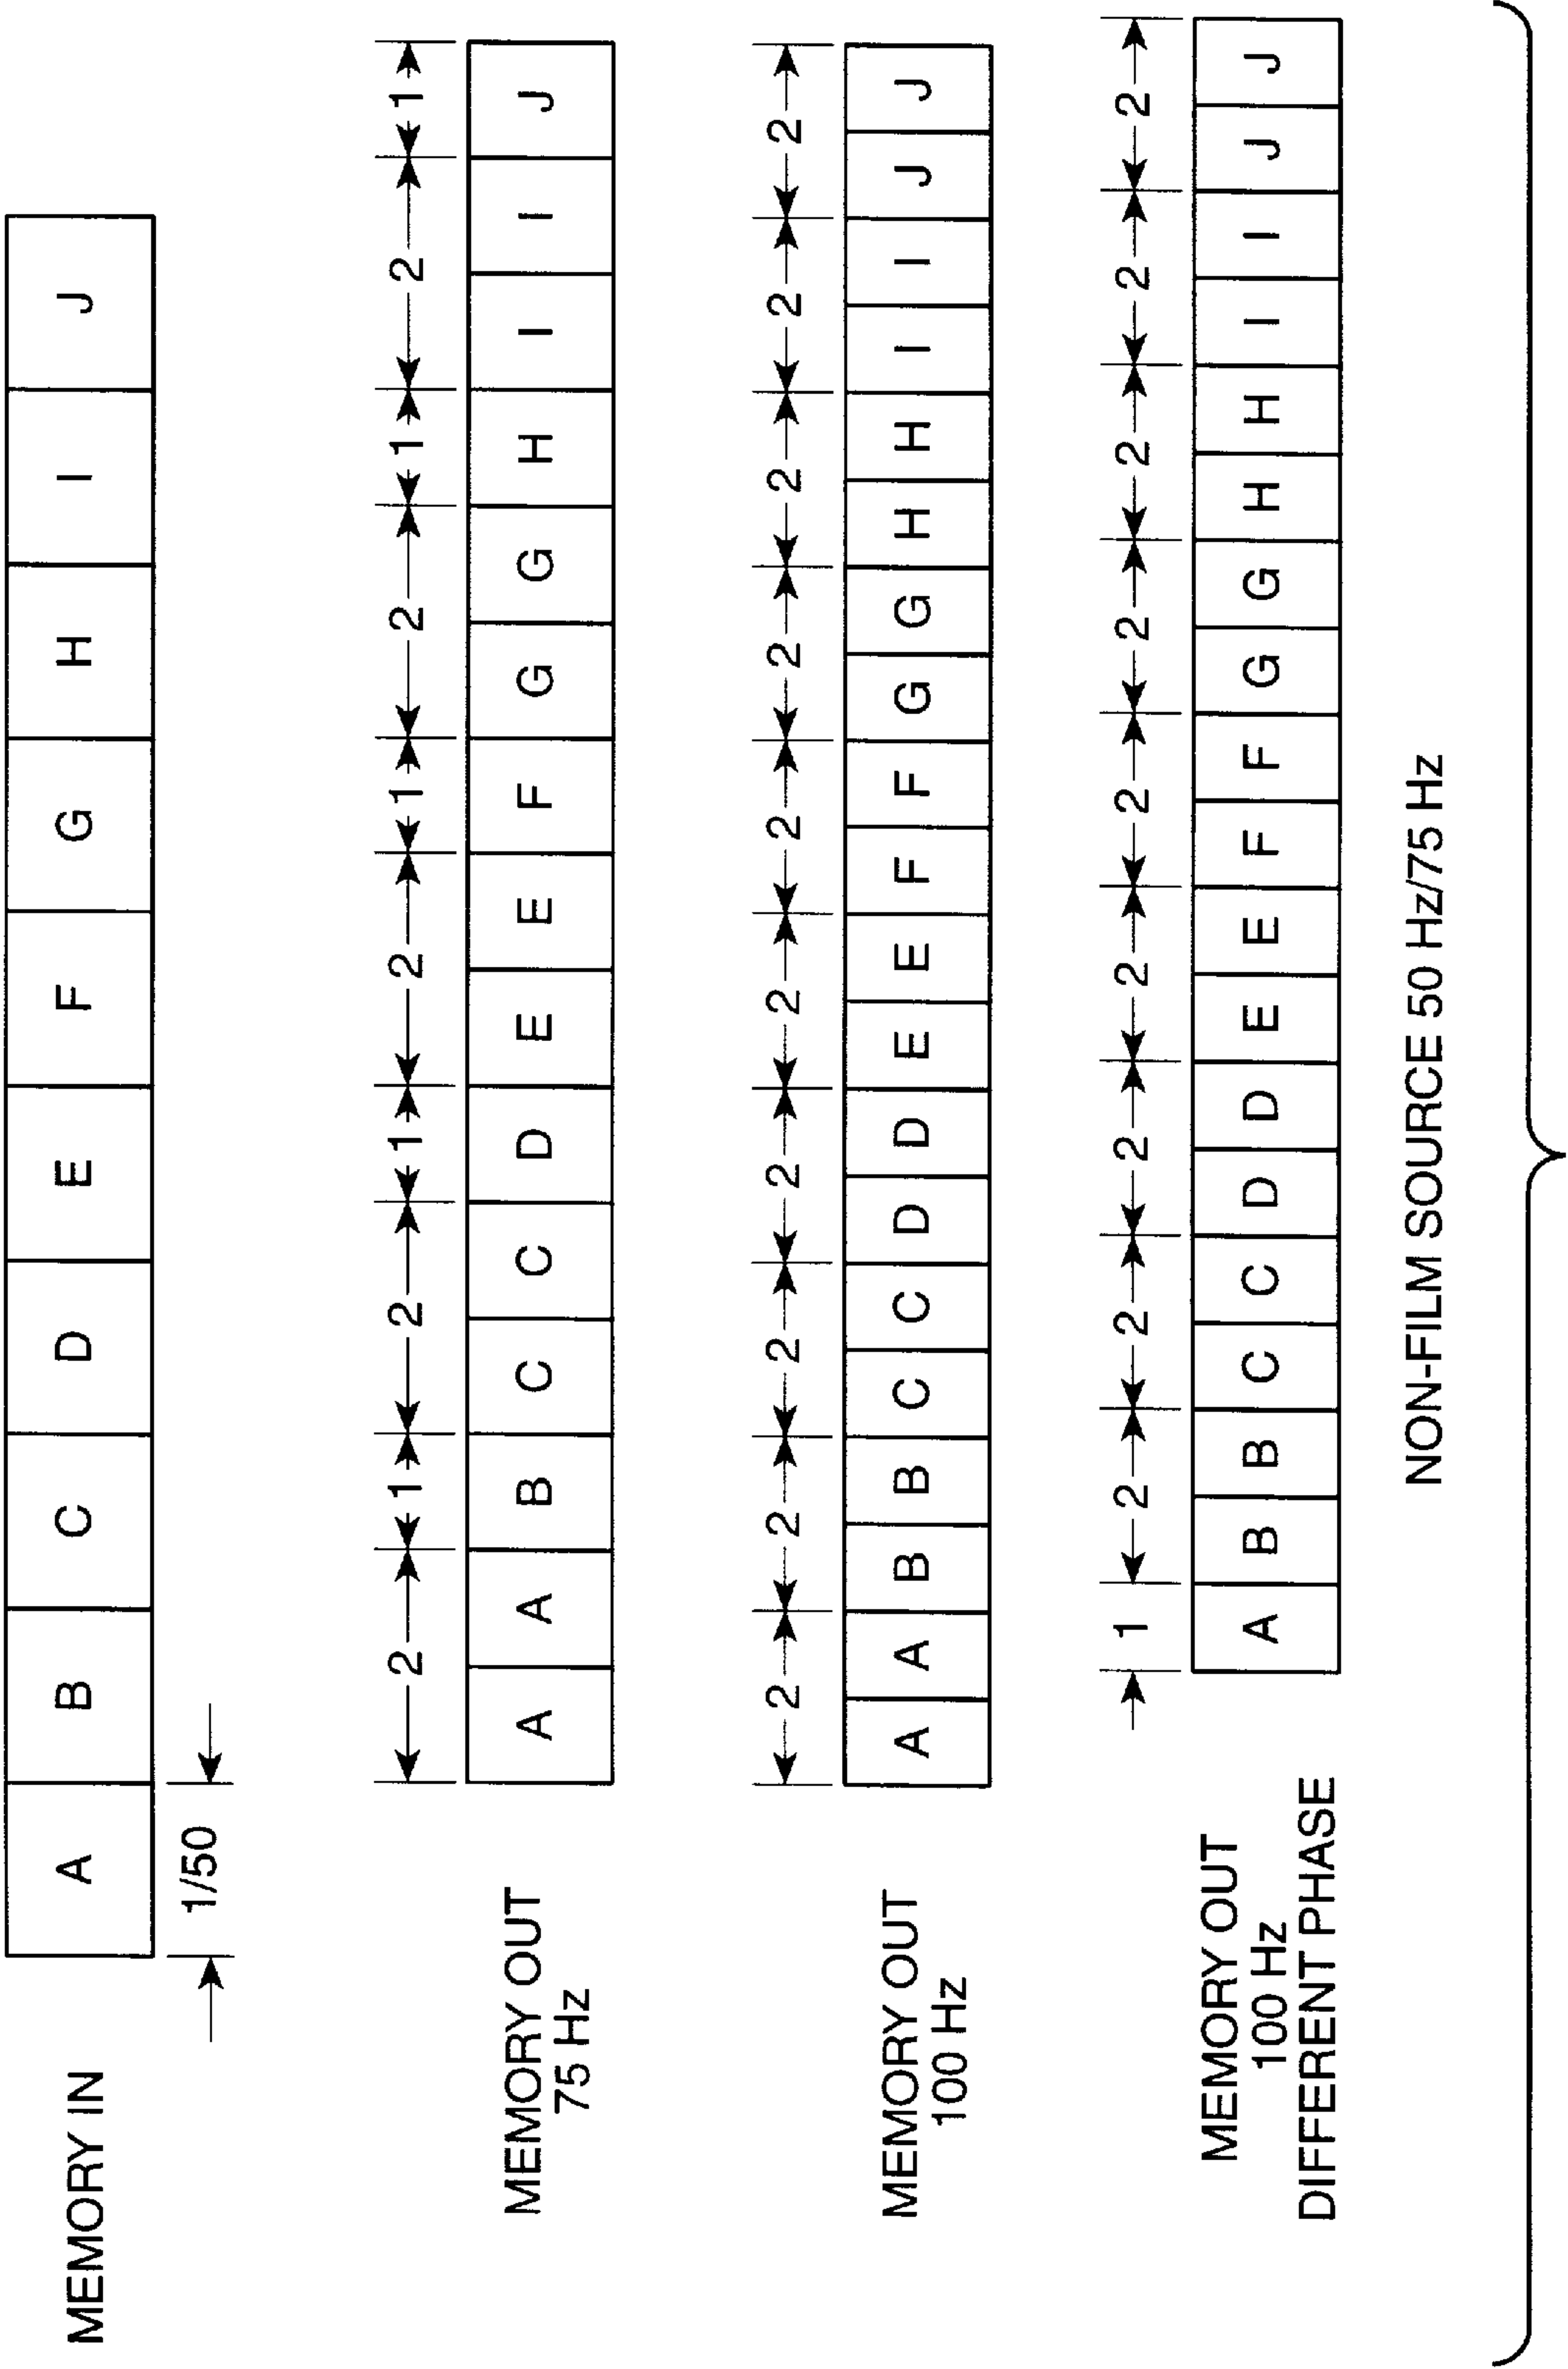 MEMORY IN
A B C D E F G H I J
1/50
2 1 2 1 2 1 2 1 2 1
MEMORY OUT
75 Hz
A A B C C D E E F G G H I I J
2 2 2 2 2 2 2 2 2 2
MEMORY OUT
100 Hz
A A B B C C D D E E F F G G H H I I J J
1 2 2 2 2 2 2 2 2 2
MEMORY OUT
100 Hz
DIFFERENT PHASE
A B B C C D D E E F F G G H H I I J J
NON-FILM SOURCE 50 Hz/75 Hz